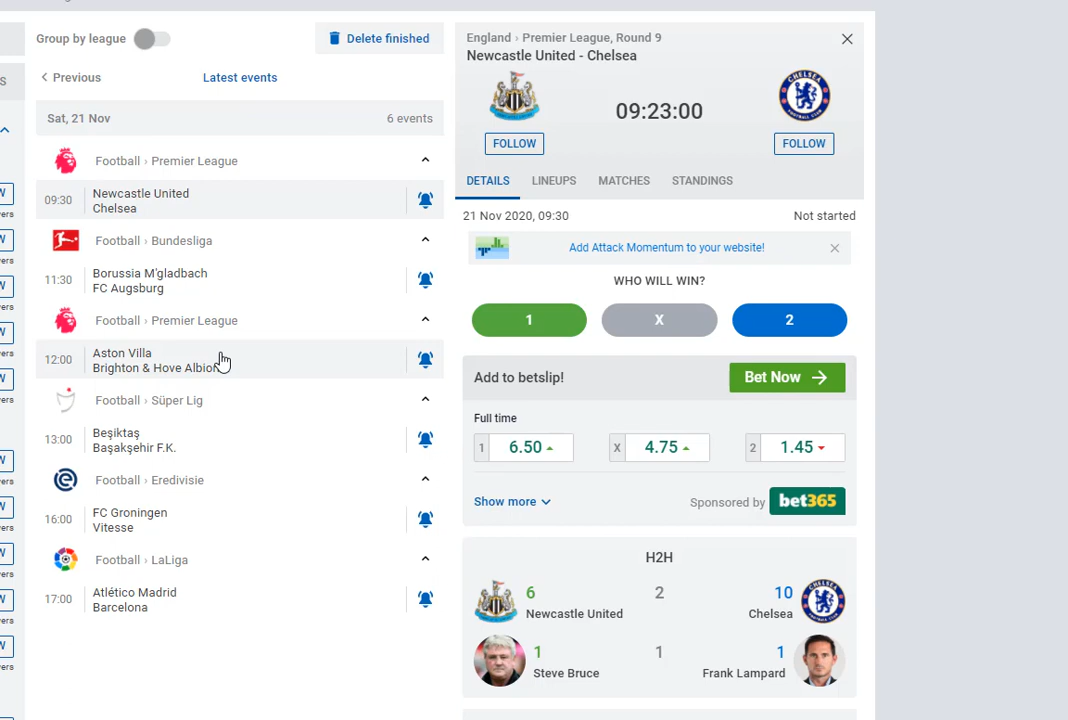 Group by league
Delete finished
Previous
Latest events
Sat, 21 Nov
6 events
Football › Premier League
09:30
Newcastle United
Chelsea
Football › Bundesliga
11:30
Borussia M'gladbach
FC Augsburg
Football › Premier League
12:00
Aston Villa
Brighton & Hove Albion
Football › Süper Lig
13:00
Beşiktaş
Başakşehir F.K.
Football › Eredivisie
16:00
FC Groningen
Vitesse
Football › LaLiga
17:00
Atlético Madrid
Barcelona
England › Premier League, Round 9
Newcastle United - Chelsea
09:23:00
FOLLOW
FOLLOW
DETAILS LINEUPS MATCHES STANDINGS
21 Nov 2020, 09:30
Not started
Add Attack Momentum to your website!
WHO WILL WIN?
1 X 2
Add to betslip!
Bet Now
Full time
1 6.50 X 4.75 2 1.45
Show more
Sponsored by bet365
H2H
6 2 10
Newcastle United Chelsea
1 1 1
Steve Bruce Frank Lampard